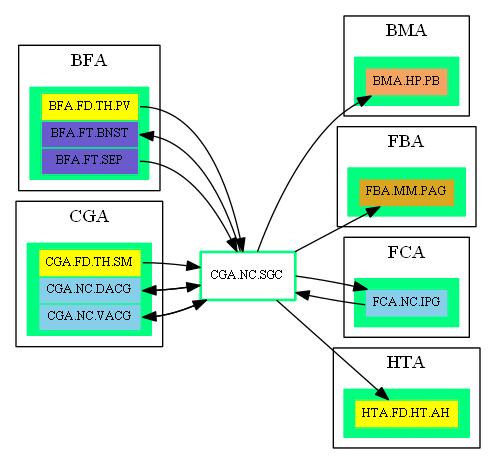 BFA
BFA.FD.TH.PV
BFA.FT.BNST
BFA.FT.SEP
CGA
CGA.FD.TH.SM
CGA.NC.DACG
CGA.NC.VACG
CGA.NC.SGC
BMA
BMA.HP.PB
FBA
FBA.MM.PAG
FCA
FCA.NC.IPG
HTA
HTA.FD.HT.AH